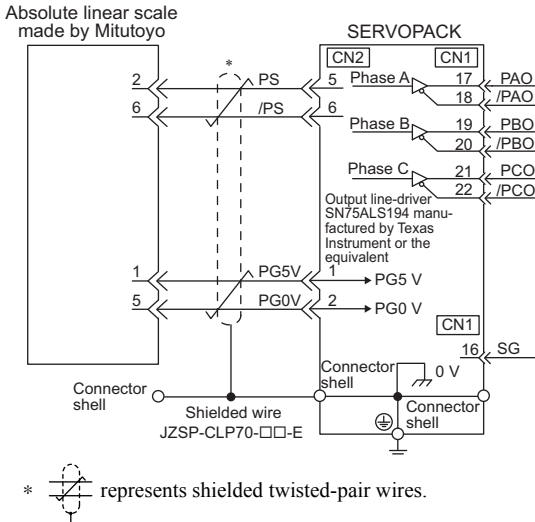 Absolute linear scale
made by Mitutoyo
SERVOPACK
CN2
CN1
*
2
PS
5
Phase A
17
PAO
18
/PAO
6
/PS
6
Phase B
19
PBO
20
/PBO
Phase C
21
PCO
22
/PCO
Output line-driver
SN75ALS194 manu-
factured by Texas
Instrument or the
equivalent
1
PG5V
1
PG5 V
5
PG0V
2
PG0 V
CN1
16
SG
Connector
shell
0 V
Connector
shell
Connector
shell
Shielded wire
JZSP-CLP70-□□-E
* represents shielded twisted-pair wires.